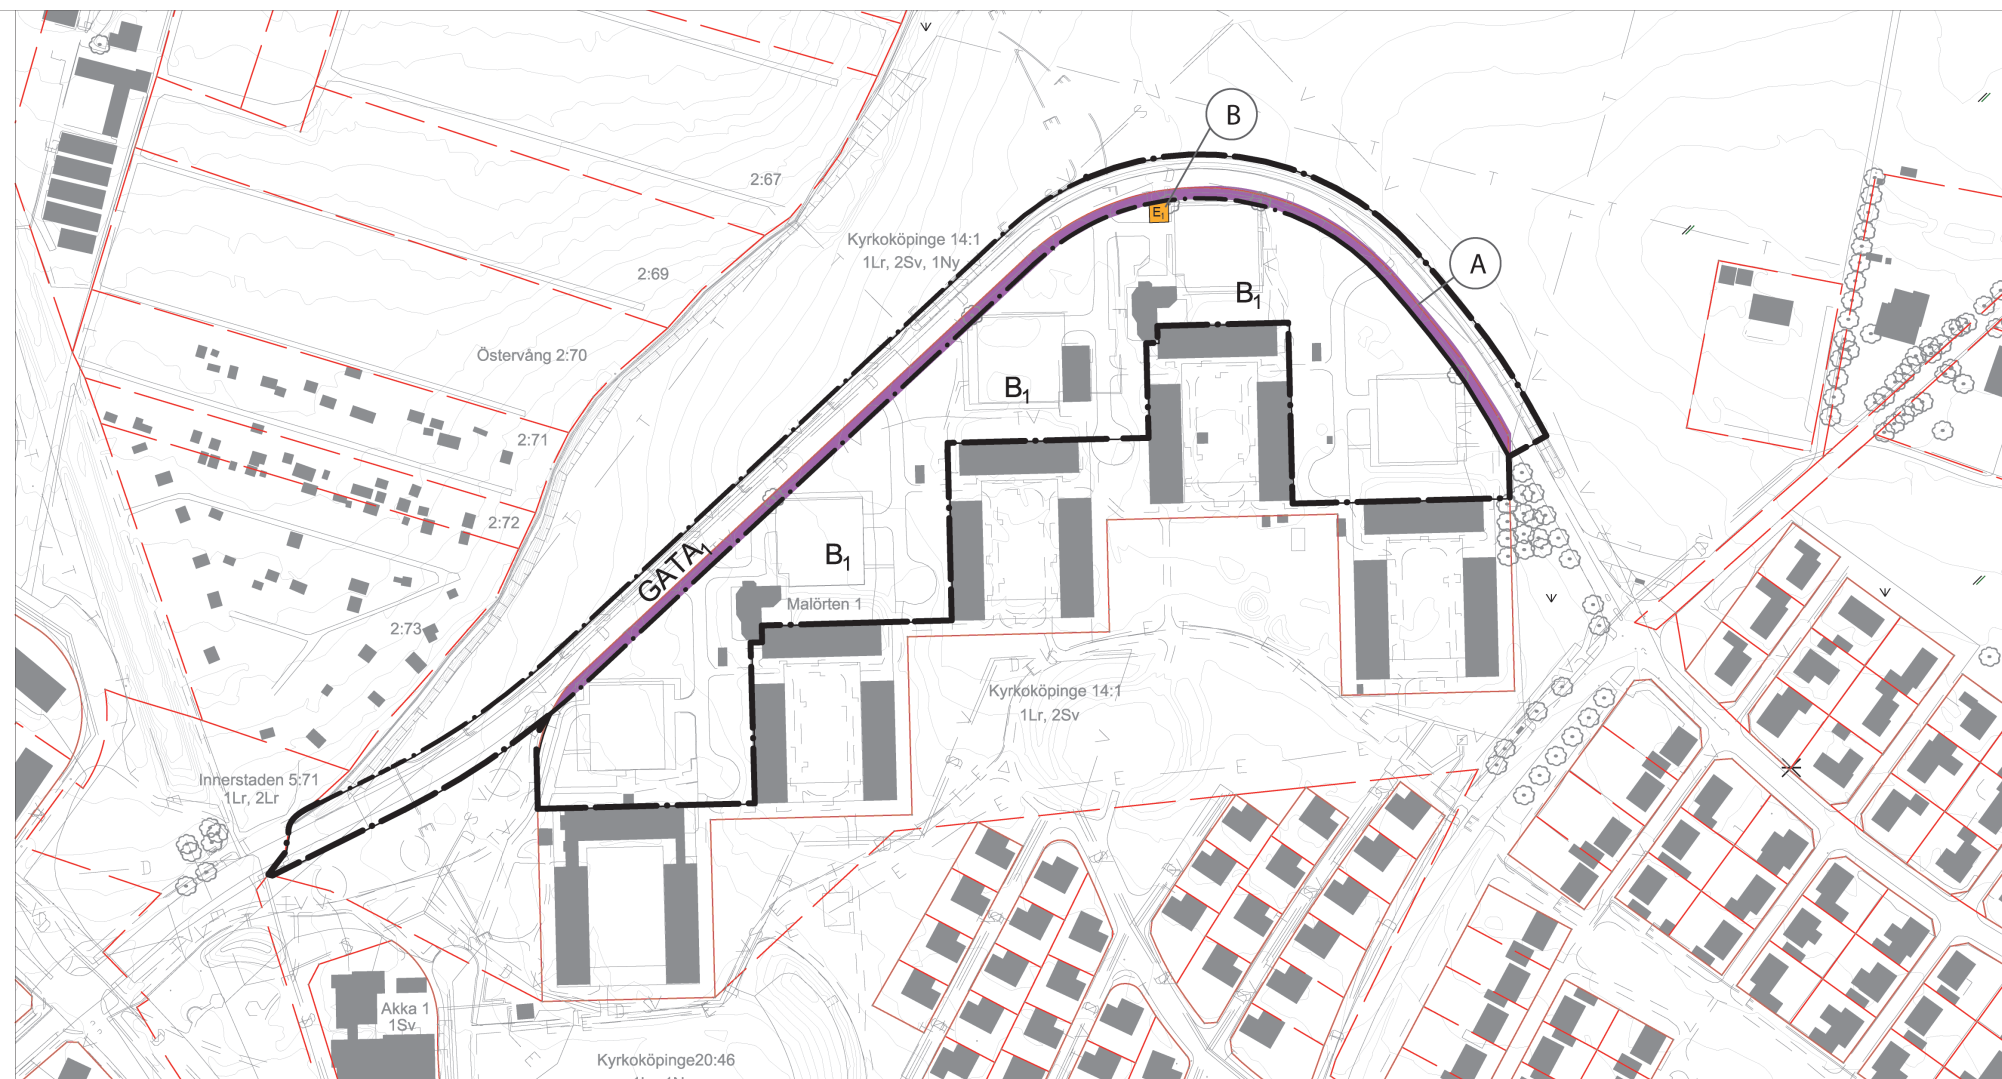 B
2:67
E1
Kyrkoköpinge 14:1
1Lr, 2Sv, 1Ny
A
2:69
B1
Östervång 2:70
B1
2:71
2:72
GATA1
B1
Malörten 1
2:73
Kyrkoköpinge 14:1
1Lr, 2Sv
Innerstaden 5:71
1Lr, 2Lr
Akka 1
1Sv
Kyrkoköpinge20:46